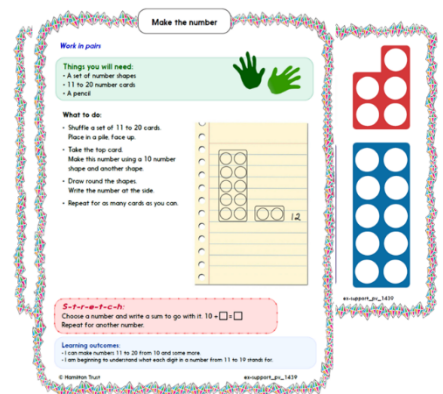 Make the number
Work in pairs
Things you will need:
• A set of number shapes
• 11 to 20 number cards
• A pencil
What to do:
• Shuffle a set of 11 to 20 cards.
Place in a pile, face up.
• Take the top card.
Make this number using a 10 number
shape and another shape.
• Draw round the shapes.
Write the number at the side.
• Repeat for as many cards as you can.
12
S-t-r-e-t-c-h:
Choose a number and write a sum to go with it. 10 + □ = □
Repeat for another number.
Learning outcomes:
- I can make numbers 11 to 20 from 10 and some more.
- I am beginning to understand what each digit in a number from 11 to 19 stands for.
© Hamilton Trust
ex-support_pv_1439
ex-support_pv_1439